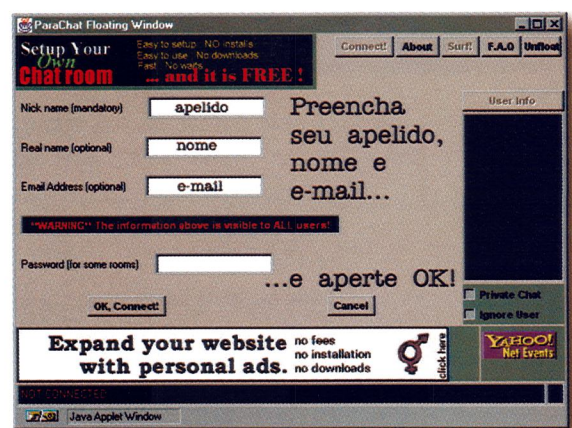 ParaChat Floating Window
Setup Your
Own
Chat room
Easy to setup NO installs
Easy to use No downloads
Fast No waits
... and it is FREE !
Connect!
About
Surf!
F.A.Q
Unfloat
Nick name (mandatory)
apelido
Real name (optional)
nome
Email Address (optional)
e-mail
Preencha
seu apelido,
nome e
e-mail...
User Info
**WARNING** The information above is visible to ALL users!
Password (for some rooms)
...e aperte OK!
OK, Connect!
Cancel
Private Chat
Ignore User
Expand your website
with personal ads.
no fees
no installation
no downloads
click here
YAHOO!
Net Events
NOT CONNECTED
Java Applet Window